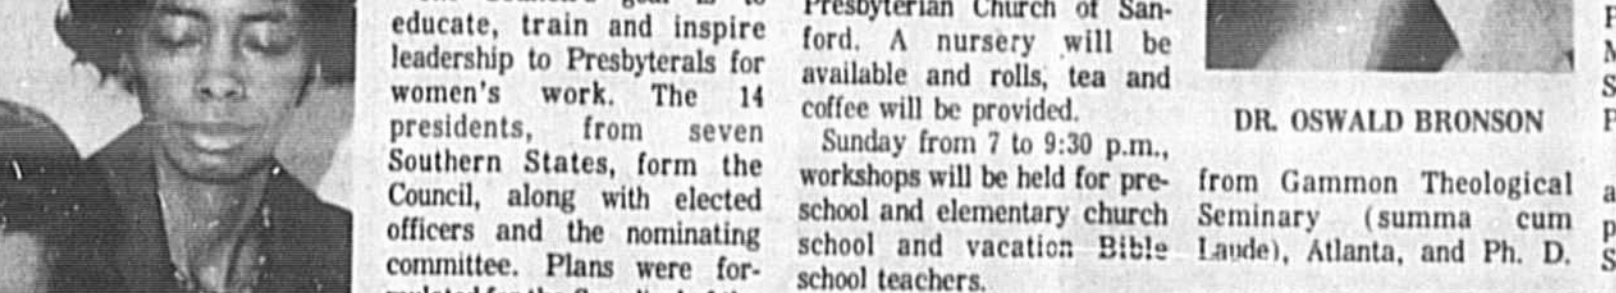 educate, train and inspire
leadership to Presbyterals for
women's work. The 14
presidents, from seven
Southern States, form the
Council, along with elected
officers and the nominating
committee. Plans were for-
Presbyterian Church of San-
ford. A nursery will be
available and rolls, tea and
coffee will be provided.
Sunday from 7 to 9:30 p.m.,
workshops will be held for pre-
school and elementary church
school and vacation Bible
school teachers.
DR. OSWALD BRONSON
from Gammon Theological
Seminary (summa cum
Laude), Atlanta, and Ph. D.